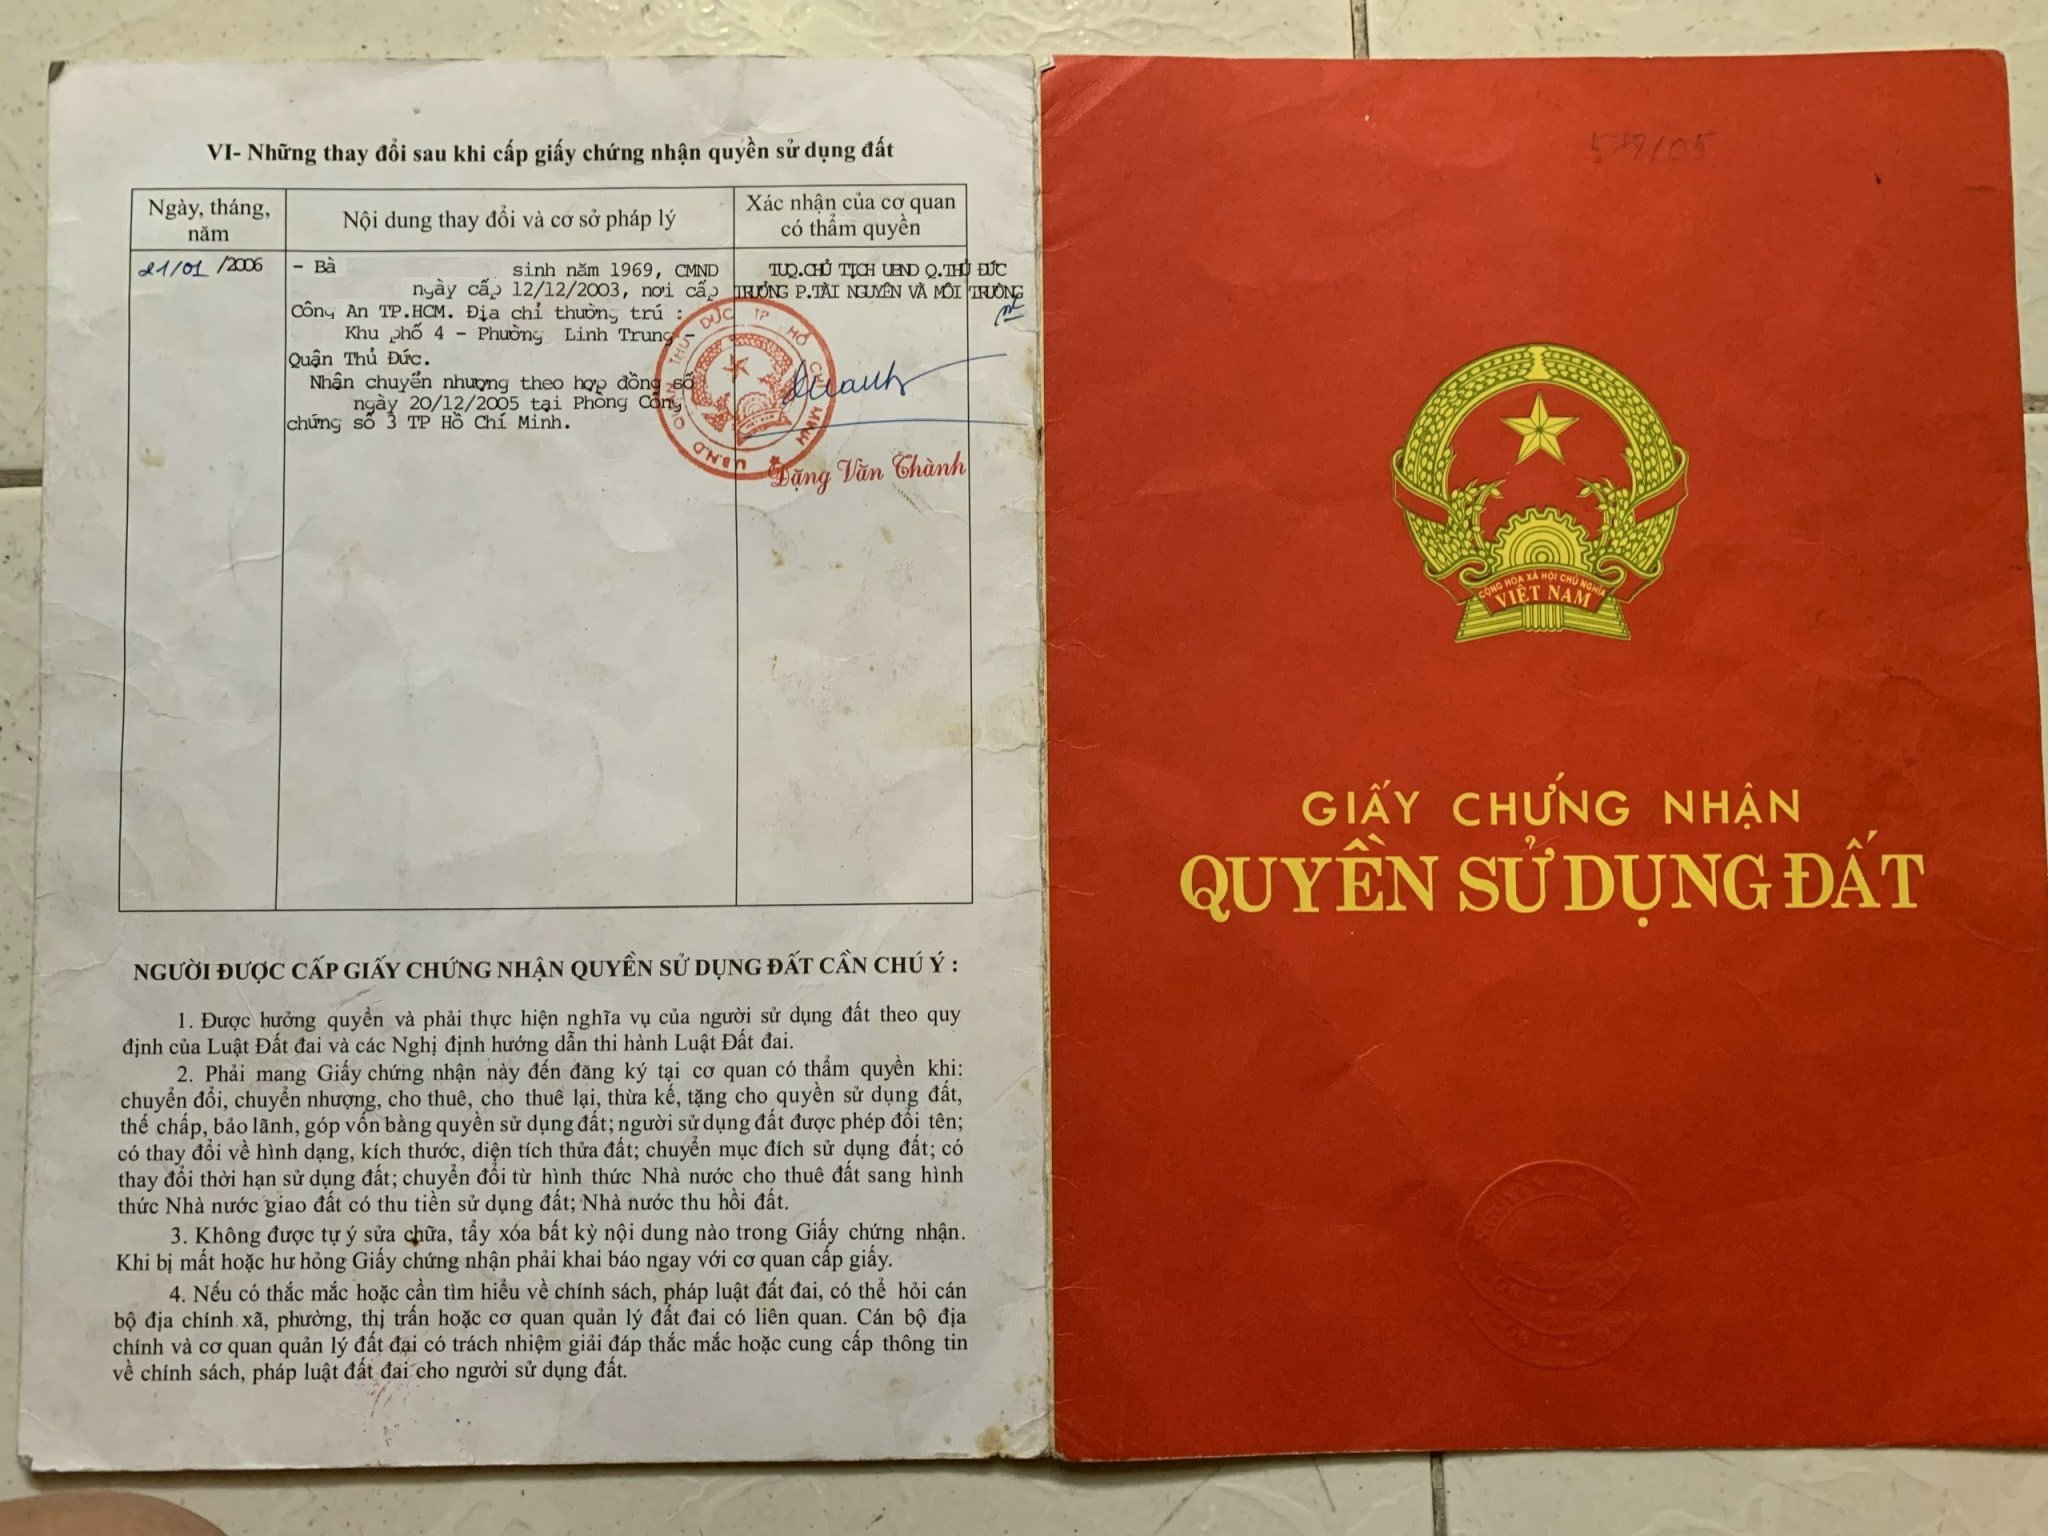 VI- Những thay đổi sau khi cấp giấy chứng nhận quyền sử dụng đất
Ngày, tháng,
năm
Nội dung thay đổi và cơ sở pháp lý
Xác nhận của cơ quan
có thẩm quyền
21/01 /2006
- Bà sinh năm 1969, CMND
ngày cấp 12/12/2003, nơi cấp
Công An TP.HCM. Địa chỉ thường trú :
Khu phố 4 - Phường Linh Trung -
Quận Thủ Đức.
Nhận chuyển nhượng theo hợp đồng số
ngày 20/12/2005 tại Phòng Công
chứng số 3 TP Hồ Chí Minh.
TUQ.CHỦ TỊCH UBND Q.THỦ ĐỨC
TRƯỞNG P.TÀI NGUYÊN VÀ MÔI TRƯỜNG
UBND QUẬN THỦ ĐỨC TP HỒ CHÍ MINH
Đặng Văn Thành
NGƯỜI ĐƯỢC CẤP GIẤY CHỨNG NHẬN QUYỀN SỬ DỤNG ĐẤT CẦN CHÚ Ý :
1. Được hưởng quyền và phải thực hiện nghĩa vụ của người sử dụng đất theo quy
định của Luật Đất đai và các Nghị định hướng dẫn thi hành Luật Đất đai.
2. Phải mang Giấy chứng nhận này đến đăng ký tại cơ quan có thẩm quyền khi:
chuyển đổi, chuyển nhượng, cho thuê, cho thuê lại, thừa kế, tặng cho quyền sử dụng đất,
thế chấp, bảo lãnh, góp vốn bằng quyền sử dụng đất; người sử dụng đất được phép đổi tên;
có thay đổi về hình dạng, kích thước, diện tích thửa đất; chuyển mục đích sử dụng đất; có
thay đổi thời hạn sử dụng đất; chuyển đổi từ hình thức Nhà nước cho thuê đất sang hình
thức Nhà nước giao đất có thu tiền sử dụng đất; Nhà nước thu hồi đất.
3. Không được tự ý sửa chữa, tẩy xóa bất kỳ nội dung nào trong Giấy chứng nhận.
Khi bị mất hoặc hư hỏng Giấy chứng nhận phải khai báo ngay với cơ quan cấp giấy.
4. Nếu có thắc mắc hoặc cần tìm hiểu về chính sách, pháp luật đất đai, có thể hỏi cán
bộ địa chính xã, phường, thị trấn hoặc cơ quan quản lý đất đai có liên quan. Cán bộ địa
chính và cơ quan quản lý đất đai có trách nhiệm giải đáp thắc mắc hoặc cung cấp thông tin
về chính sách, pháp luật đất đai cho người sử dụng đất.
CỘNG HÒA XÃ HỘI CHỦ NGHĨA
VIỆT NAM
GIẤY CHỨNG NHẬN
QUYỀN SỬ DỤNG ĐẤT